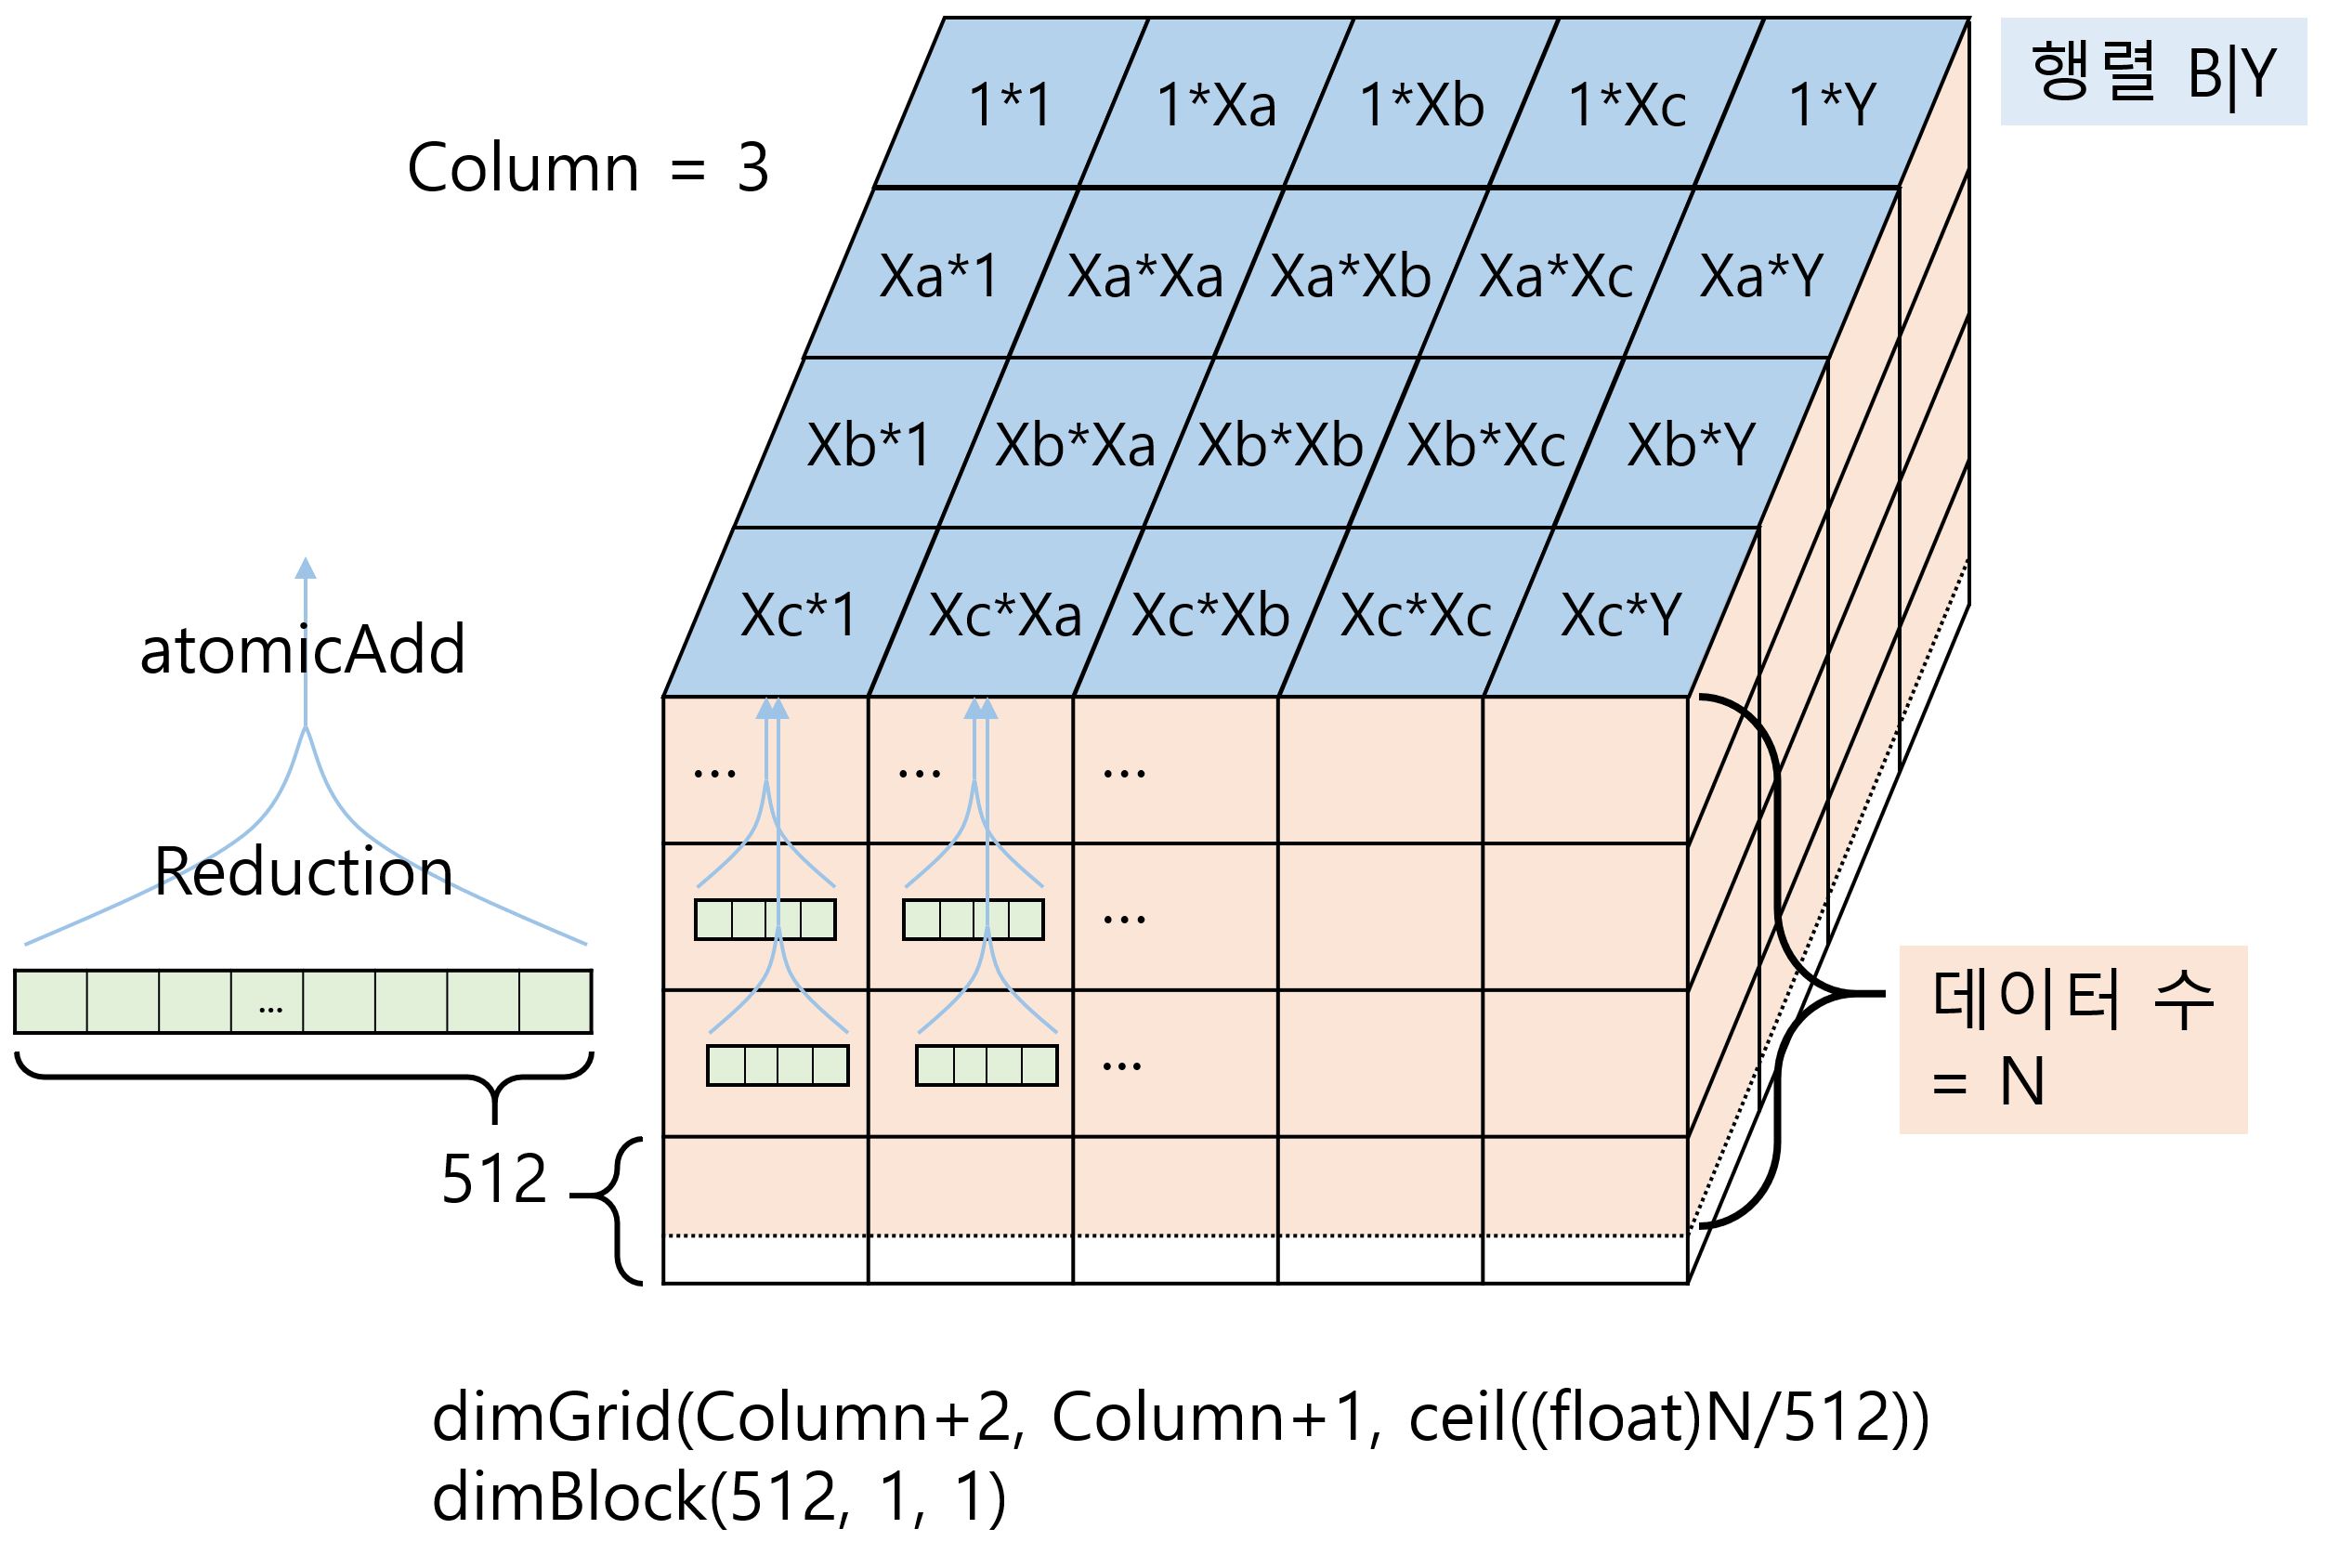 행렬 B|Y
Column = 3
1*1 1*Xa 1*Xb 1*Xc 1*Y
Xa*1 Xa*Xa Xa*Xb Xa*Xc Xa*Y
Xb*1 Xb*Xa Xb*Xb Xb*Xc Xb*Y
Xc*1 Xc*Xa Xc*Xb Xc*Xc Xc*Y
atomicAdd
Reduction
...
... ... ...
...
...
512
데이터 수
= N
dimGrid(Column+2, Column+1, ceil((float)N/512))
dimBlock(512, 1, 1)